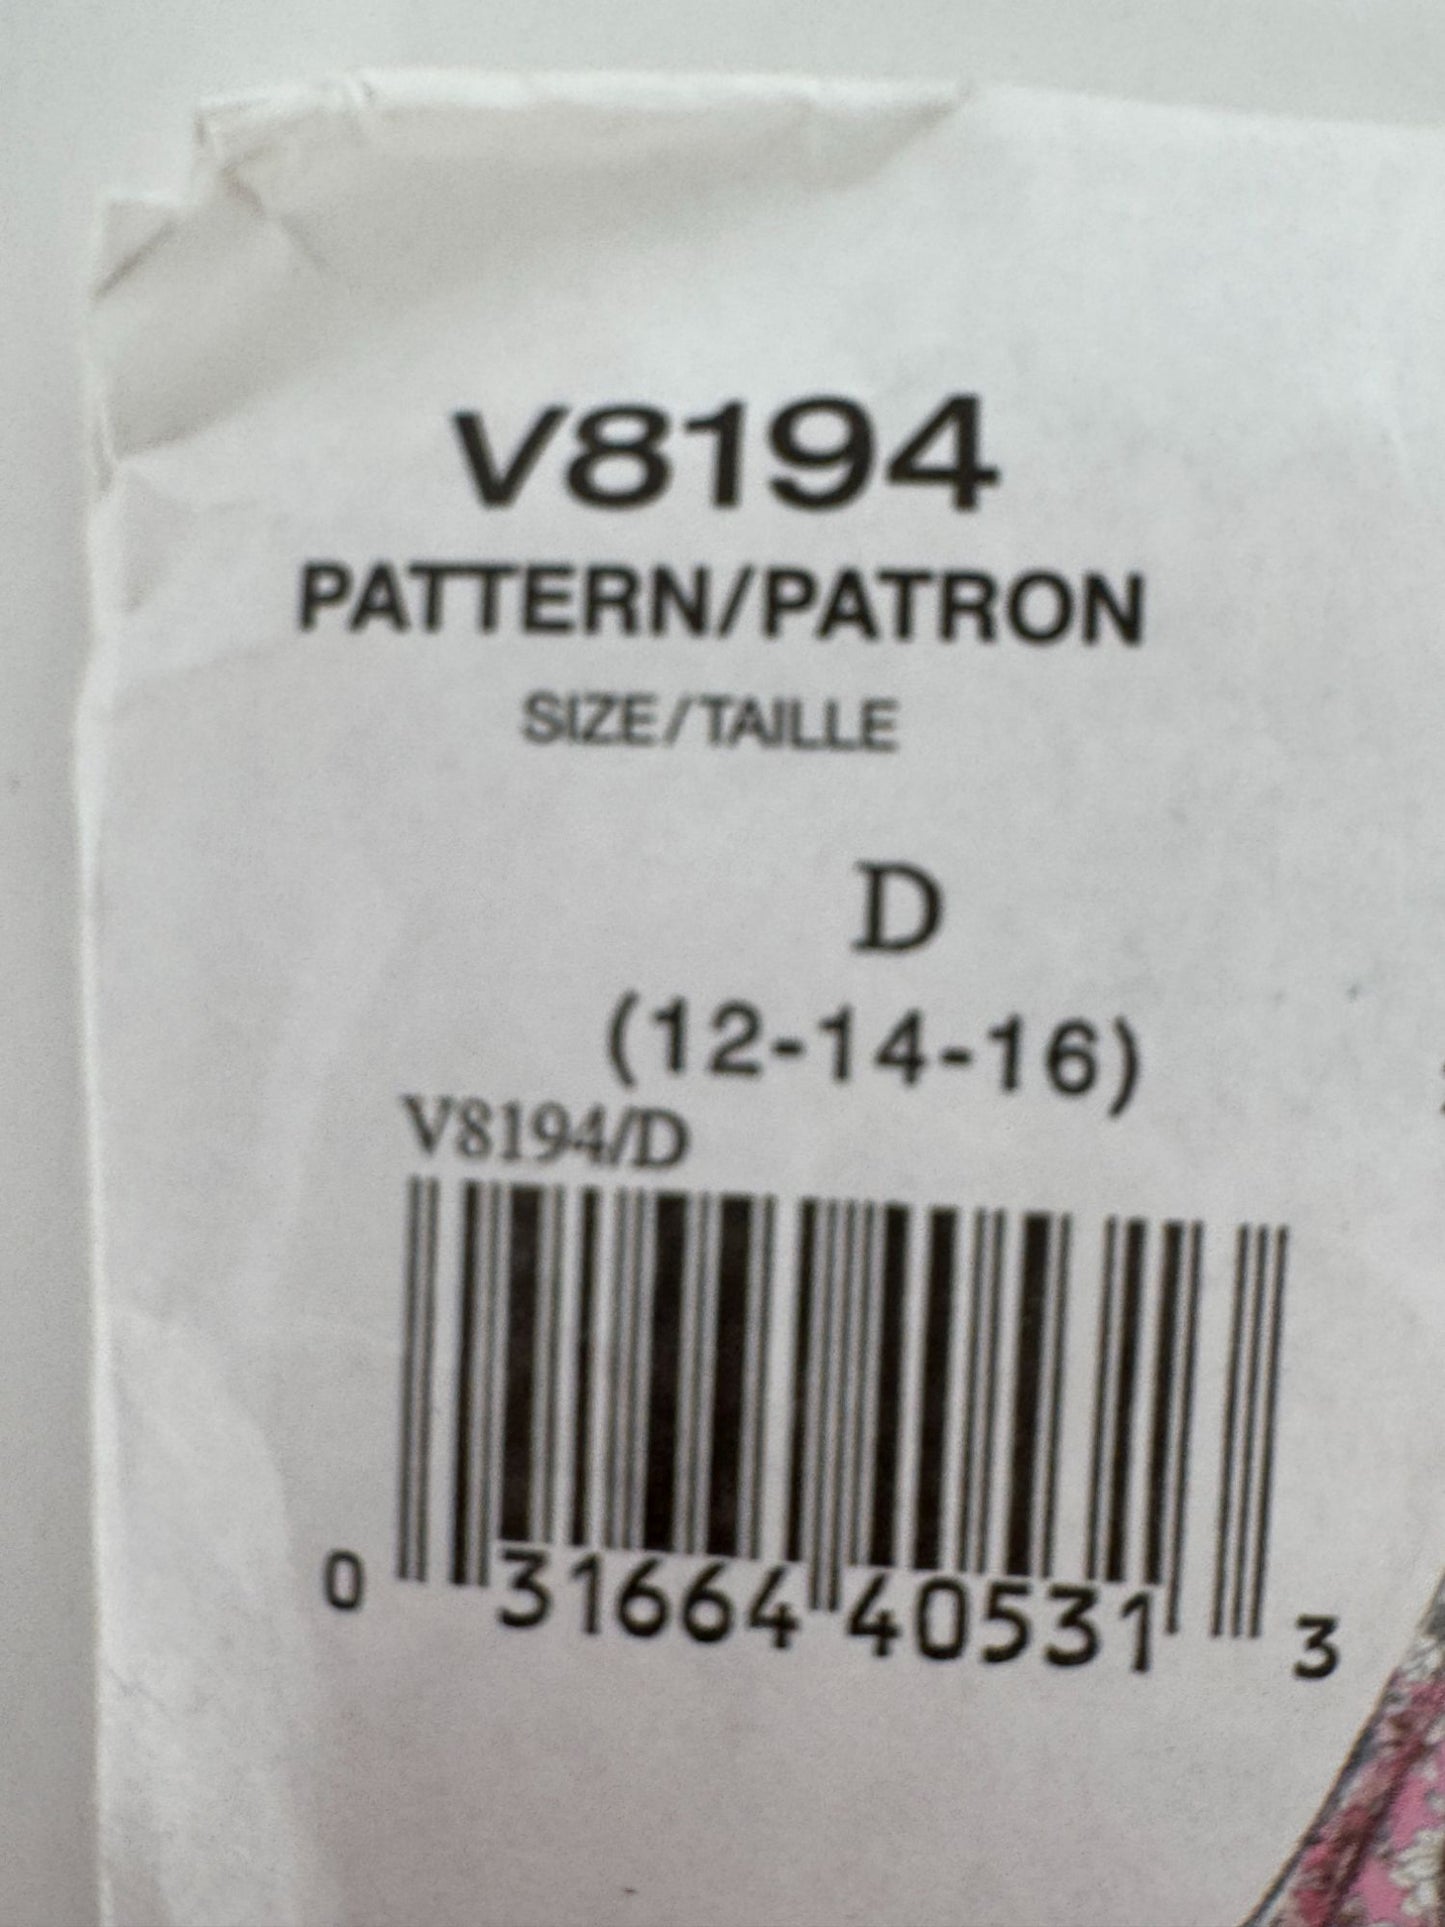 V8194
PATTERN/PATRON
SIZE/TAILLE
D
(12-14-16)
V8194/D
0 31664 40531 3